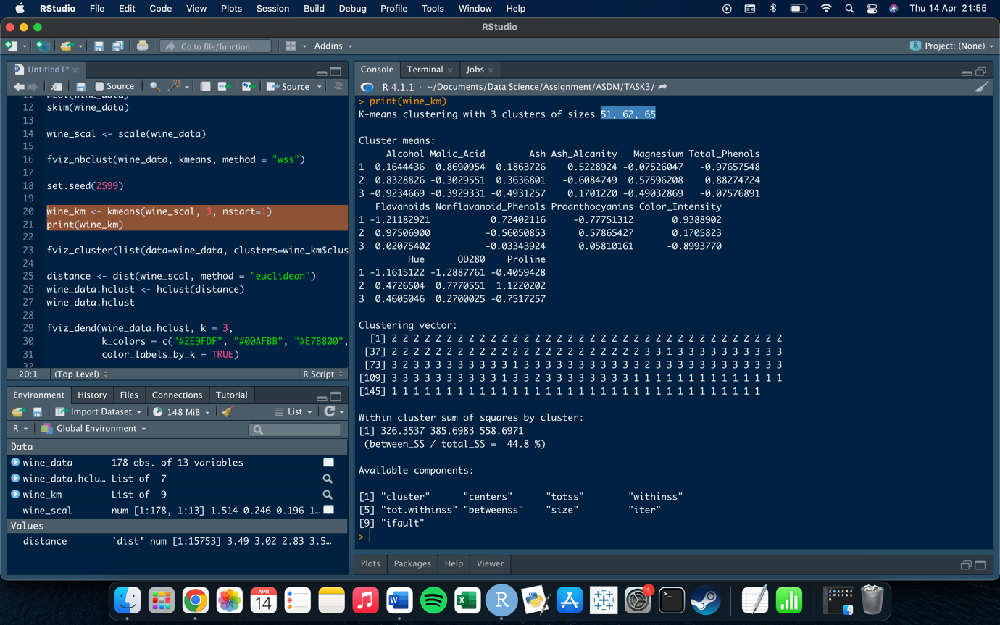 RStudio File Edit Code View Plots Session Build Debug Profile Tools Window Help Thu 14 Apr 21:55
RStudio
Go to file/function Addins Project: (None)
Untitled1*
Source Source
12 skim(wine_data)
13
14 wine_scal <- scale(wine_data)
15
16 fviz_nbclust(wine_data, kmeans, method = "wss")
17
18 set.seed(2599)
19
20 wine_km <- kmeans(wine_scal, 3, nstart=1)
21 print(wine_km)
22
23 fviz_cluster(list(data=wine_data, clusters=wine_km$clus
24
25 distance <- dist(wine_scal, method = "euclidean")
26 wine_data.hclust <- hclust(distance)
27 wine_data.hclust
28
29 fviz_dend(wine_data.hclust, k = 3,
30 k_colors = c("#2E9FDF", "#00AFBB", "#E7B800",
31 color_labels_by_k = TRUE)
20:1 (Top Level) R Script
Environment History Files Connections Tutorial
Import Dataset 148 MiB List
R Global Environment
Data
wine_data 178 obs. of 13 variables
wine_data.hclu… List of 7
wine_km List of 9
wine_scal num [1:178, 1:13] 1.514 0.246 0.196 1…
Values
distance 'dist' num [1:15753] 3.49 3.02 2.83 3.5…
Console Terminal Jobs
R 4.1.1 · ~/Documents/Data Science/Assignment/ASDM/TASK3/
> print(wine_km)
K-means clustering with 3 clusters of sizes 51, 62, 65
Cluster means:
Alcohol Malic_Acid Ash Ash_Alcanity Magnesium Total_Phenols
1 0.1644436 0.8690954 0.1863726 0.5228924 -0.07526047 -0.97657548
2 0.8328826 -0.3029551 0.3636801 -0.6084749 0.57596208 0.88274724
3 -0.9234669 -0.3929331 -0.4931257 0.1701220 -0.49032869 -0.07576891
Flavanoids Nonflavanoid_Phenols Proanthocyanins Color_Intensity
1 -1.21182921 0.72402116 -0.77751312 0.9388902
2 0.97506900 -0.56050853 0.57865427 0.1705823
3 0.02075402 -0.03343924 0.05810161 -0.8993770
Hue OD280 Proline
1 -1.1615122 -1.2887761 -0.4059428
2 0.4726504 0.7770551 1.1220202
3 0.4605046 0.2700025 -0.7517257
Clustering vector:
[1] 2 2 2 2 2 2 2 2 2 2 2 2 2 2 2 2 2 2 2 2 2 2 2 2 2 2 2 2 2 2 2 2 2 2 2 2
[37] 2 2 2 2 2 2 2 2 2 2 2 2 2 2 2 2 2 2 2 2 2 2 2 3 3 1 3 3 3 3 3 3 3 3 3 3
[73] 3 2 3 3 3 3 3 3 3 3 3 1 3 3 3 3 3 3 3 3 3 3 3 2 3 3 3 3 3 3 3 3 3 3 3 3
[109] 3 3 3 3 3 3 3 3 3 3 1 3 3 2 3 3 3 3 3 3 3 3 1 1 1 1 1 1 1 1 1 1 1 1 1 1
[145] 1 1 1 1 1 1 1 1 1 1 1 1 1 1 1 1 1 1 1 1 1 1 1 1 1 1 1 1 1 1 1 1 1 1
Within cluster sum of squares by cluster:
[1] 326.3537 385.6983 558.6971
(between_SS / total_SS = 44.8 %)
Available components:
[1] "cluster" "centers" "totss" "withinss"
[5] "tot.withinss" "betweenss" "size" "iter"
[9] "ifault"
>
Plots Packages Help Viewer
APR
14
W
X
R
1